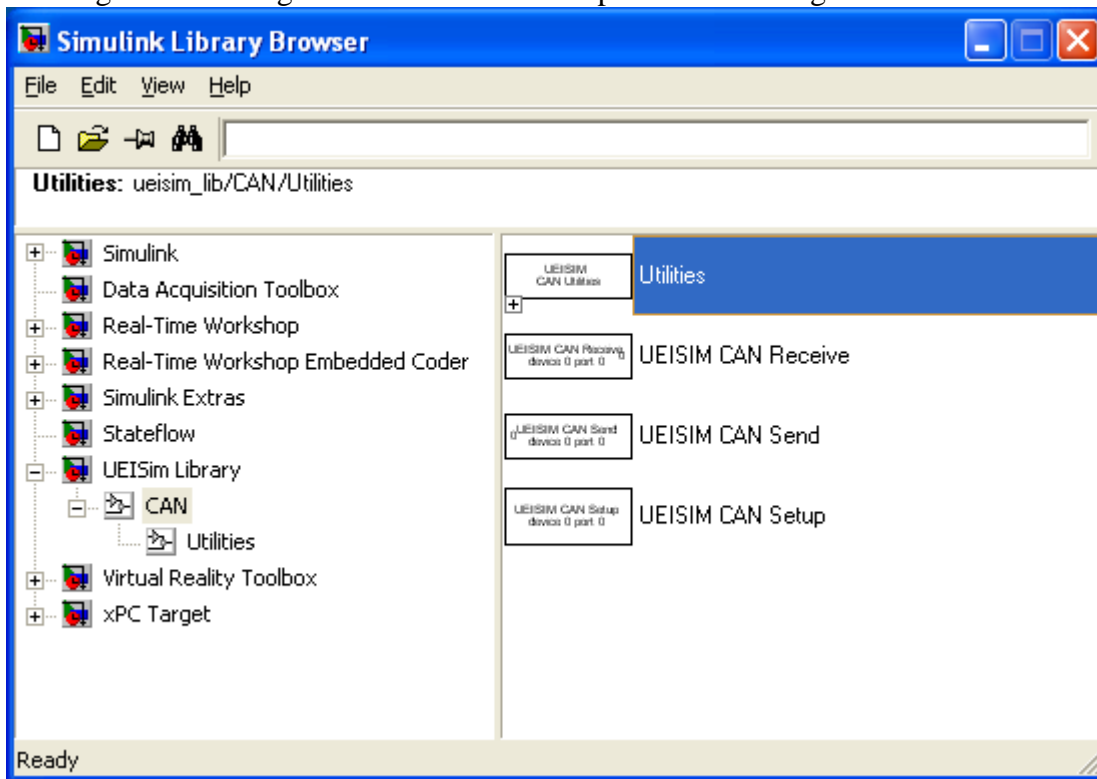 Simulink Library Browser
File Edit View Help
Utilities: ueisim_lib/CAN/Utilities
Simulink
Data Acquisition Toolbox
Real-Time Workshop
Real-Time Workshop Embedded Coder
Simulink Extras
Stateflow
UEISim Library
CAN
Utilities
Virtual Reality Toolbox
xPC Target
UEISIM
CAN Utilities
Utilities
UEISIM CAN Receive
device 0 port 0
UEISIM CAN Receive
UEISIM CAN Send
device 0 port 0
UEISIM CAN Send
UEISIM CAN Setup
device 0 port 0
UEISIM CAN Setup
Ready